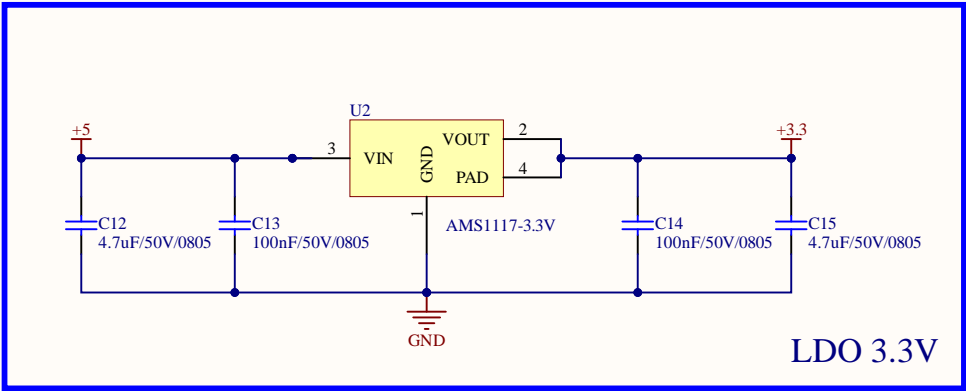 U2
+5
+3.3
3
VIN
GND
VOUT
2
PAD
4
1
AMS1117-3.3V
C12
4.7uF/50V/0805
C13
100nF/50V/0805
C14
100nF/50V/0805
C15
4.7uF/50V/0805
GND
LDO 3.3V